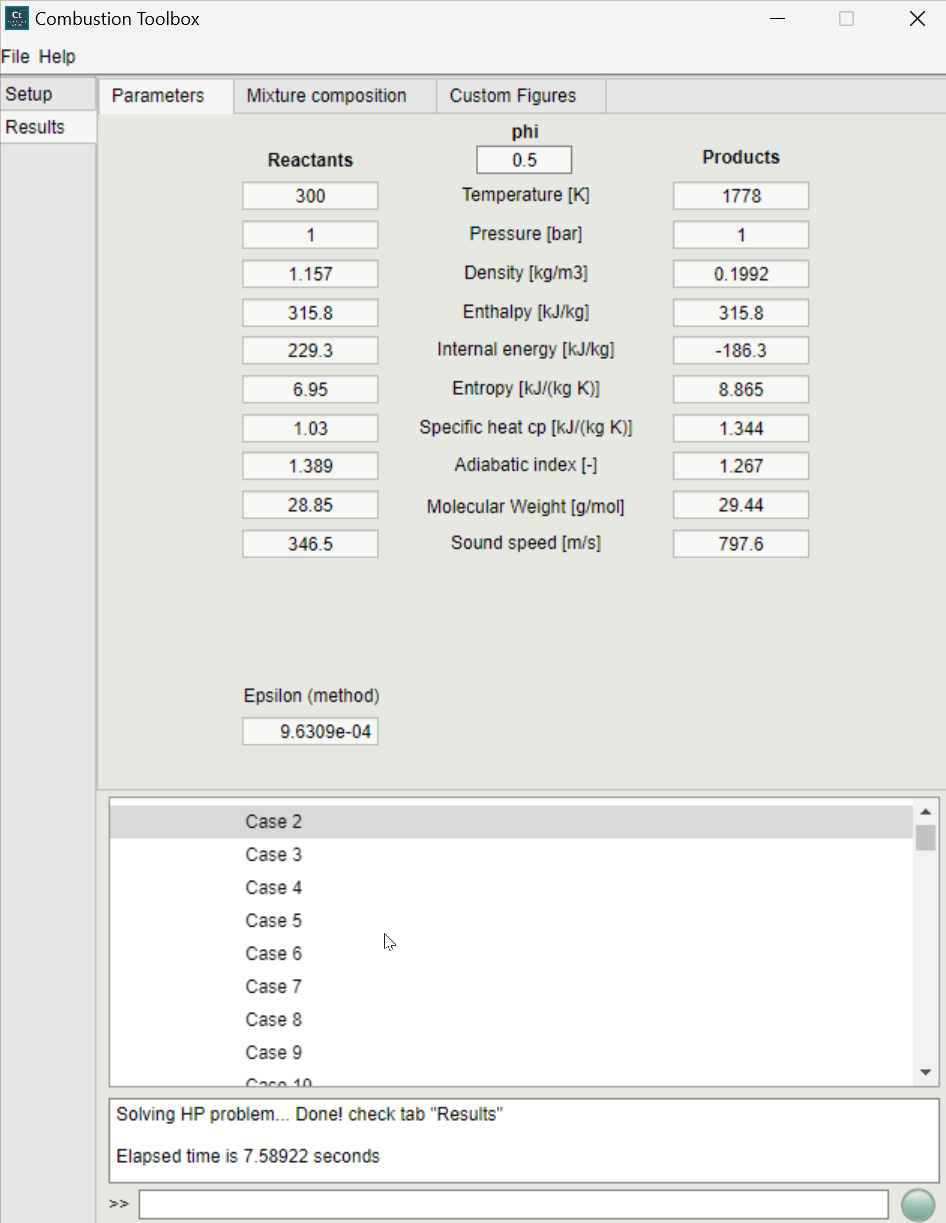 Ct Combustion Toolbox
File Help
Setup
Results
Parameters Mixture composition Custom Figures
phi
Reactants 0.5 Products
300 Temperature [K] 1778
1 Pressure [bar] 1
1.157 Density [kg/m3] 0.1992
315.8 Enthalpy [kJ/kg] 315.8
229.3 Internal energy [kJ/kg] -186.3
6.95 Entropy [kJ/(kg K)] 8.865
1.03 Specific heat cp [kJ/(kg K)] 1.344
1.389 Adiabatic index [-] 1.267
28.85 Molecular Weight [g/mol] 29.44
346.5 Sound speed [m/s] 797.6
Epsilon (method)
9.6309e-04
Case 2
Case 3
Case 4
Case 5
Case 6
Case 7
Case 8
Case 9
Case 10
Solving HP problem... Done! check tab "Results"
Elapsed time is 7.58922 seconds
>>